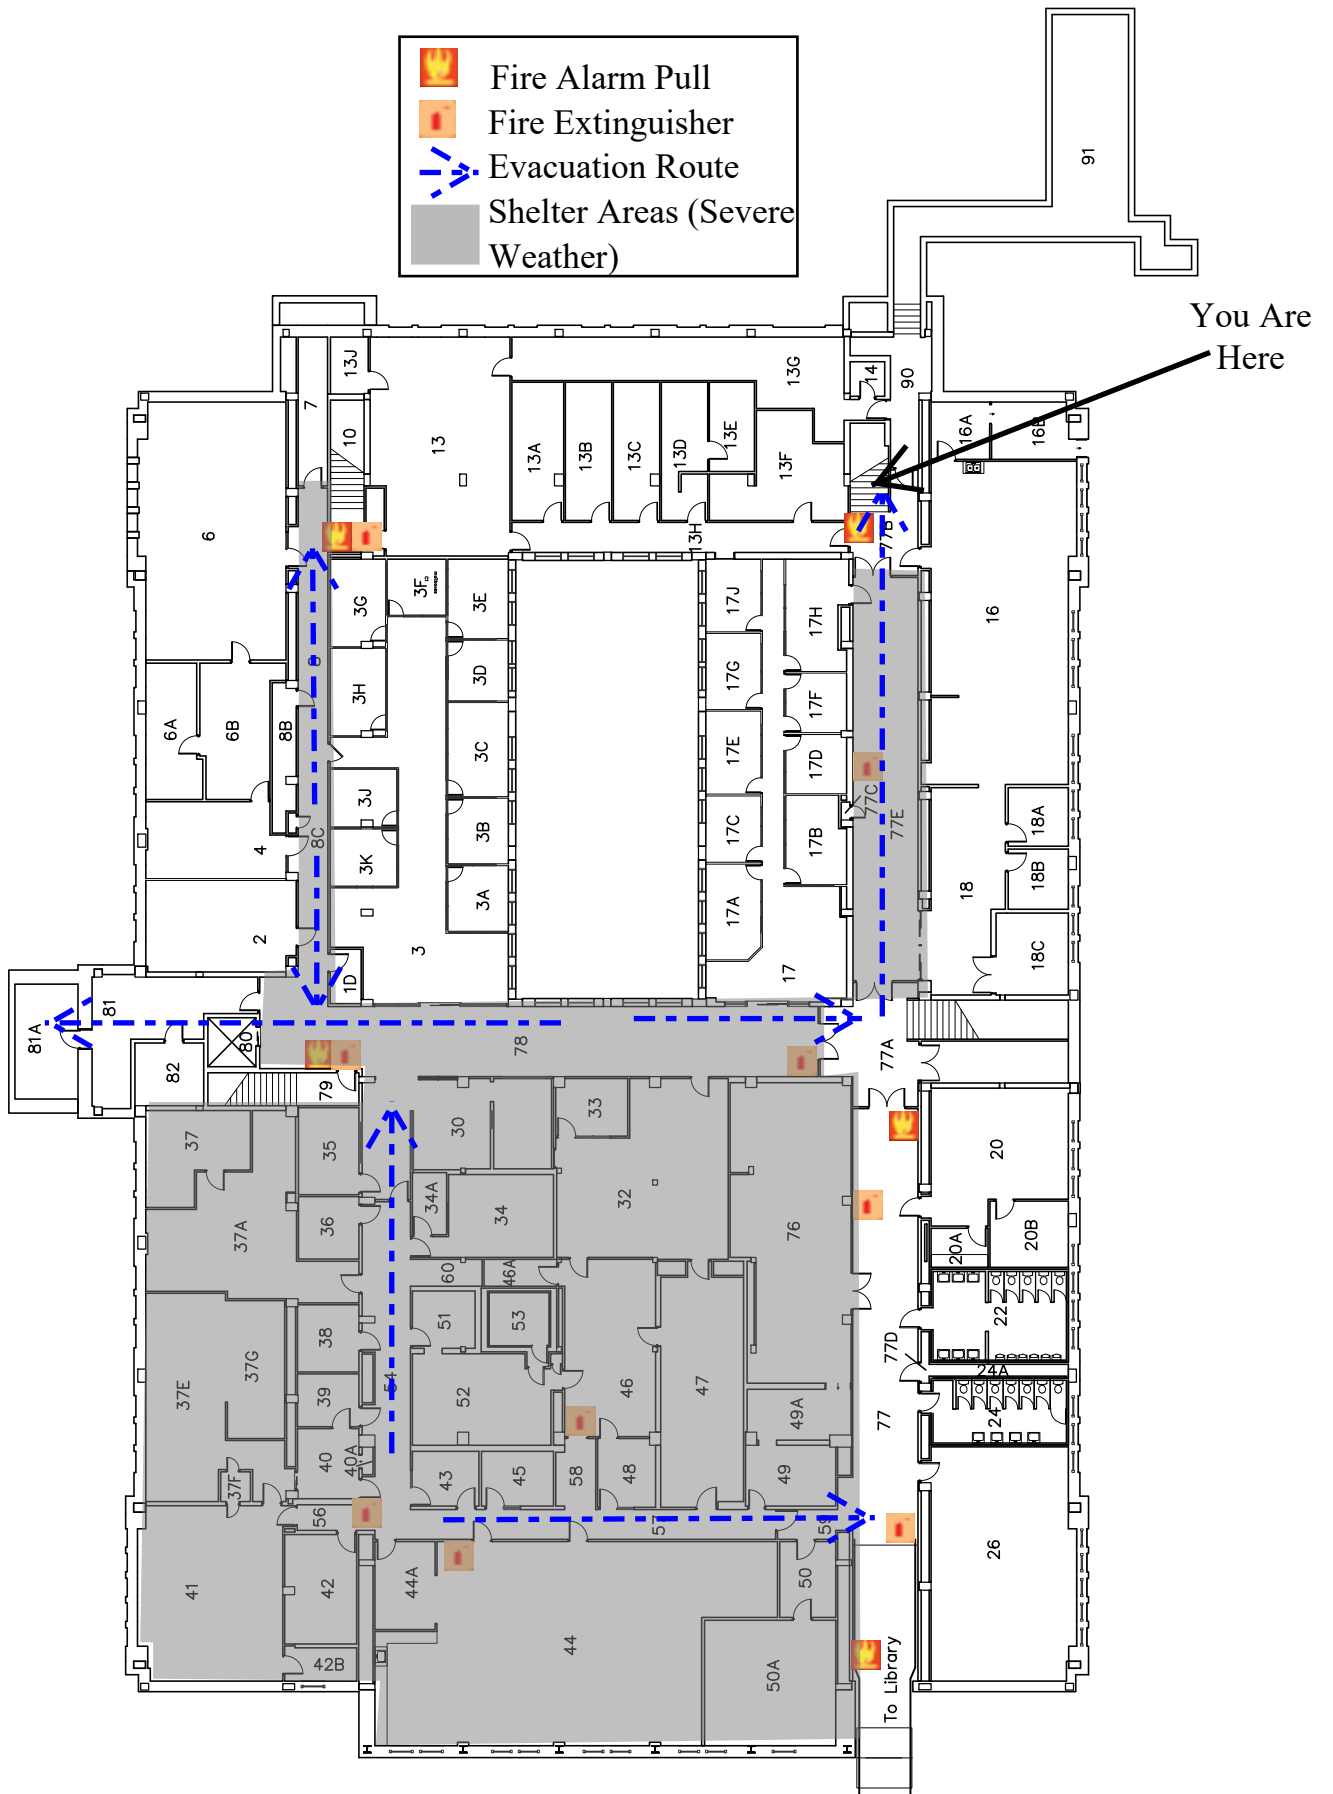 Fire Alarm Pull
Fire Extinguisher
Evacuation Route
Shelter Areas (Severe
Weather)
You Are
Here
91
7
13J
10
13
13G
14
90
16A
16B
13A
13B
13C
13D
13E
13F
6
13H
77B
3G
3F
3E
17J
17H
16
8
3H
3D
17G
17F
6A
6B
8B
3C
17E
17D
3J
77C
77E
4
8C
3K
3B
17C
17B
18A
18B
18
2
3
3A
17A
17
18C
1D
81
81A
80
78
77A
82
79
37
35
30
33
20
34A
34
32
36
37A
76
20A
20B
60
46A
51
53
22
38
37G
77D
24A
37E
39
54
52
46
47
49A
77
24
40
40A
43
45
58
48
49
37F
56
57
59
41
42
44A
50
26
44
42B
50A
To Library